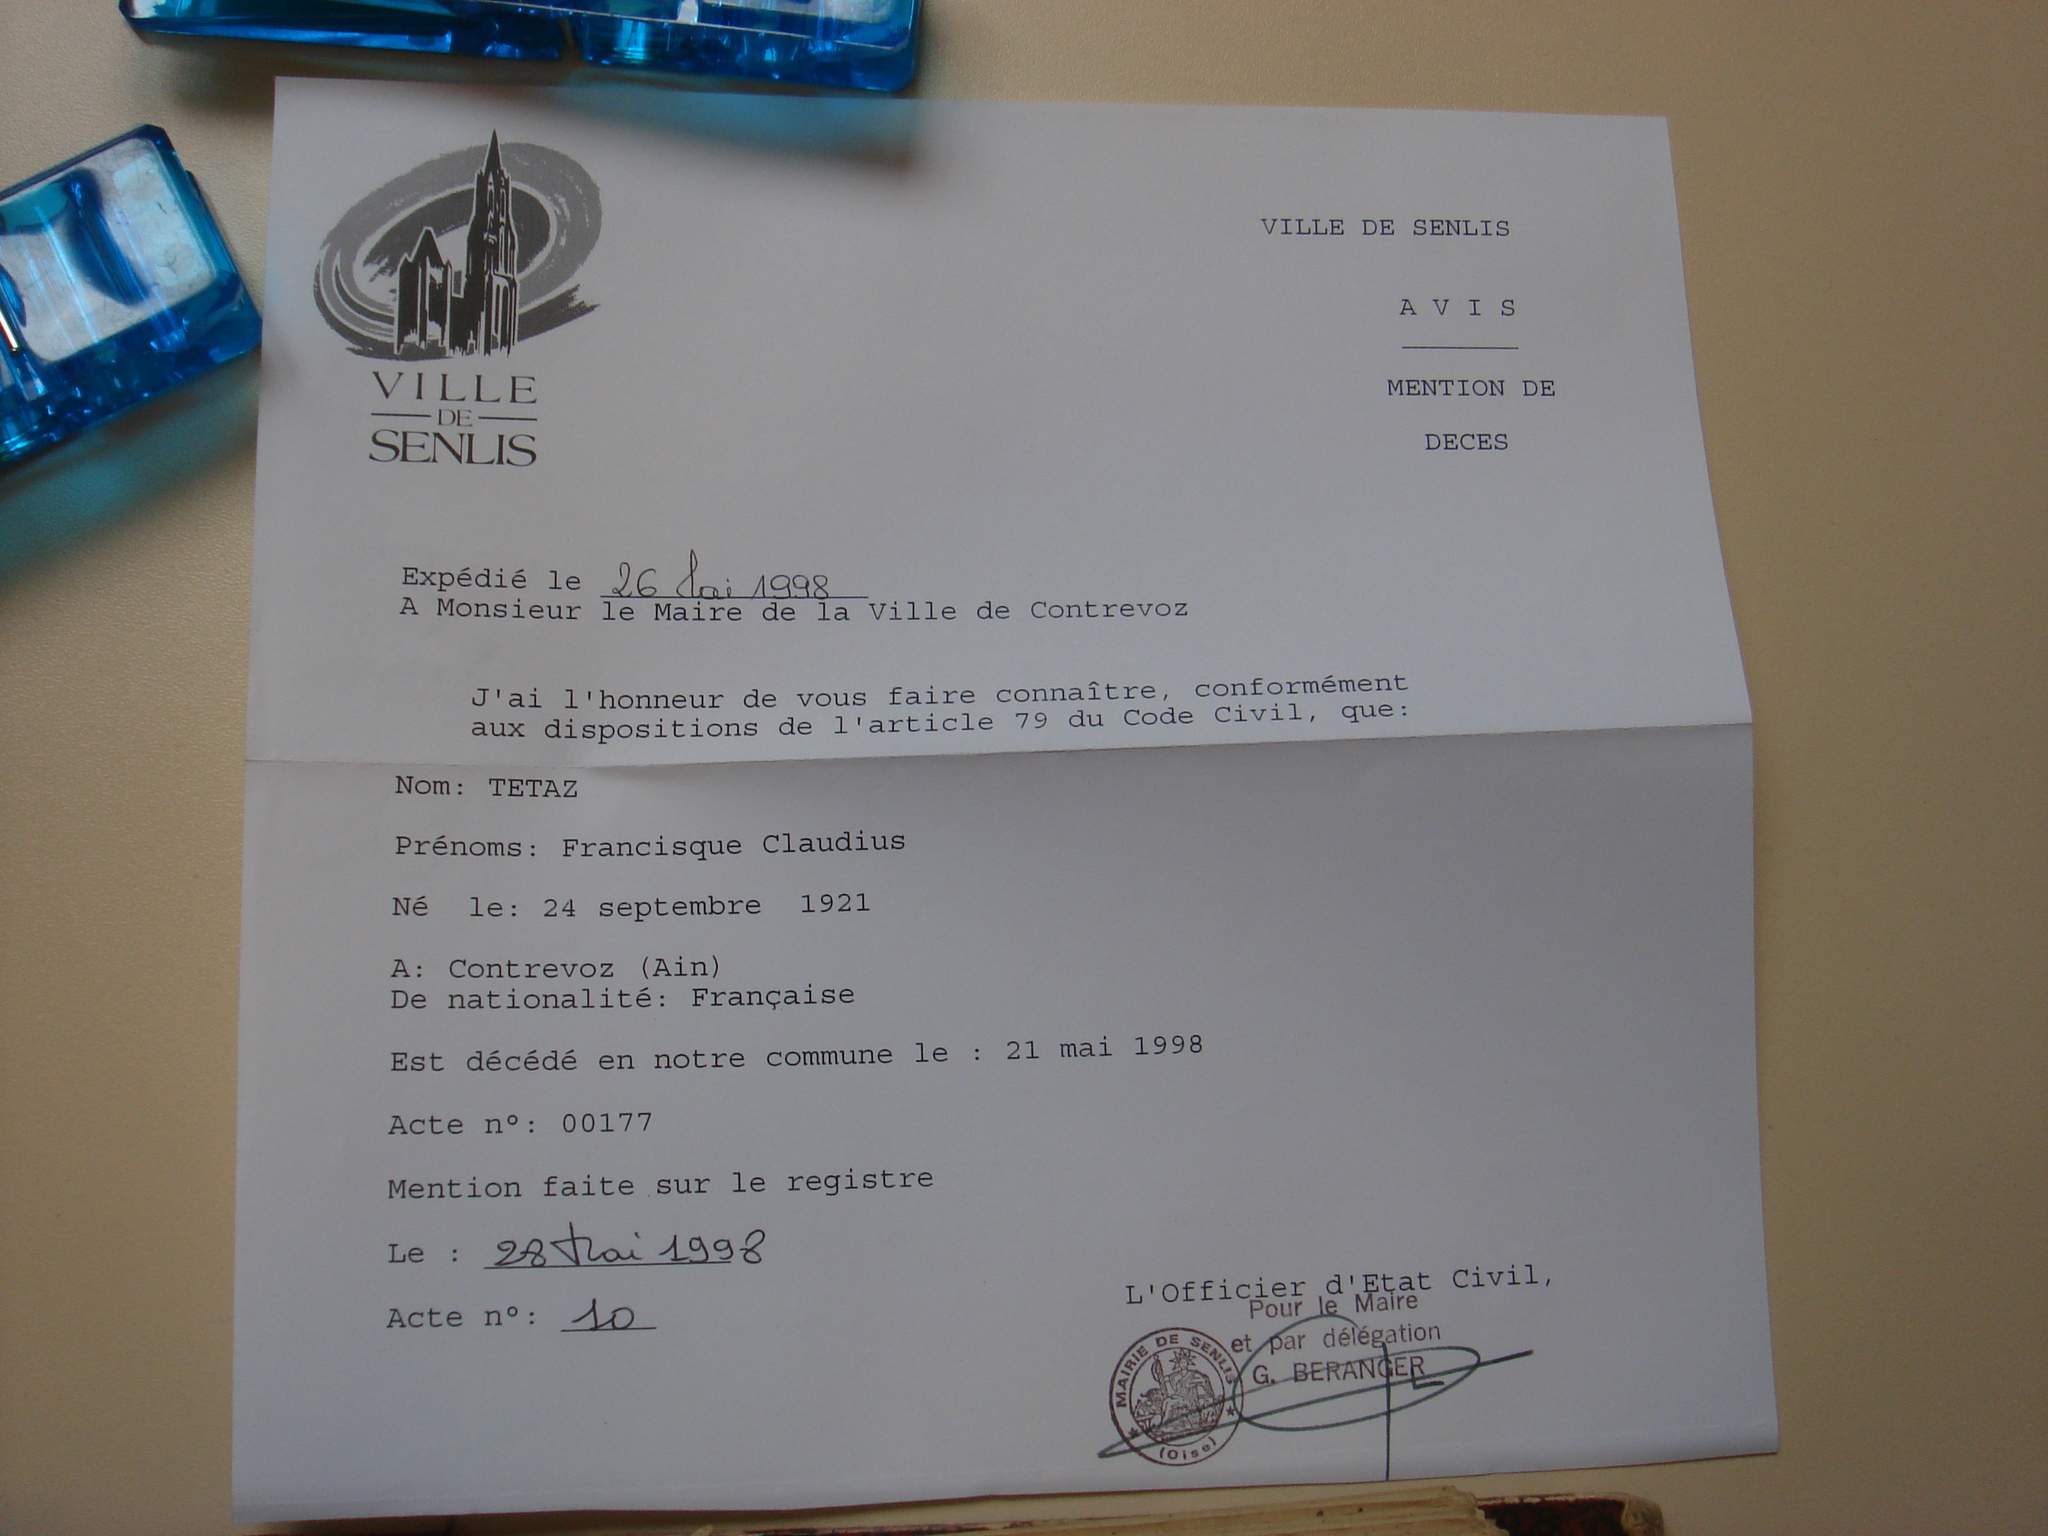 VILLE
DE
SENLIS
VILLE DE SENLIS
A V I S
MENTION DE
DECES
Expédié le 26 Mai 1998
A Monsieur le Maire de la Ville de Contrevoz
J'ai l'honneur de vous faire connaître, conformément
aux dispositions de l'article 79 du Code Civil, que:
Nom: TETAZ
Prénoms: Francisque Claudius
Né le: 24 septembre 1921
A: Contrevoz (Ain)
De nationalité: Française
Est décédé en notre commune le : 21 mai 1998
Acte n°: 00177
Mention faite sur le registre
Le : 28 Mai 1998
Acte n°: 10
L'Officier d'Etat Civil,
Pour le Maire
et par délégation
G. BERANGER
MAIRIE DE SENLIS
(Oise)